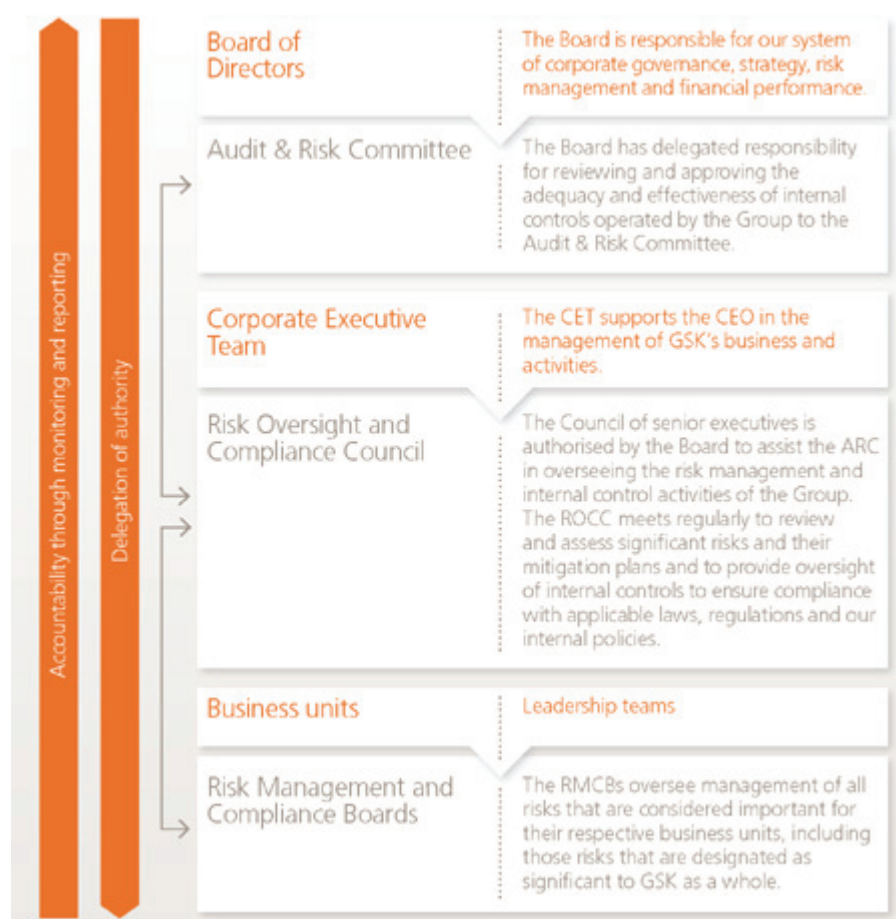 Accountability through monitoring and reporting
Delegation of authority
Board of
Directors
The Board is responsible for our system
of corporate governance, strategy, risk
management and financial performance.
Audit & Risk Committee
The Board has delegated responsibility
for reviewing and approving the
adequacy and effectiveness of internal
controls operated by the Group to the
Audit & Risk Committee.
Corporate Executive
Team
The CET supports the CEO in the
management of GSK's business and
activities.
Risk Oversight and
Compliance Council
The Council of senior executives is
authorised by the Board to assist the ARC
in overseeing the risk management and
internal control activities of the Group.
The ROCC meets regularly to review
and assess significant risks and their
mitigation plans and to provide oversight
of internal controls to ensure compliance
with applicable laws, regulations and our
internal policies.
Business units
Leadership teams
Risk Management and
Compliance Boards
The RMCBs oversee management of all
risks that are considered important for
their respective business units, including
those risks that are designated as
significant to GSK as a whole.